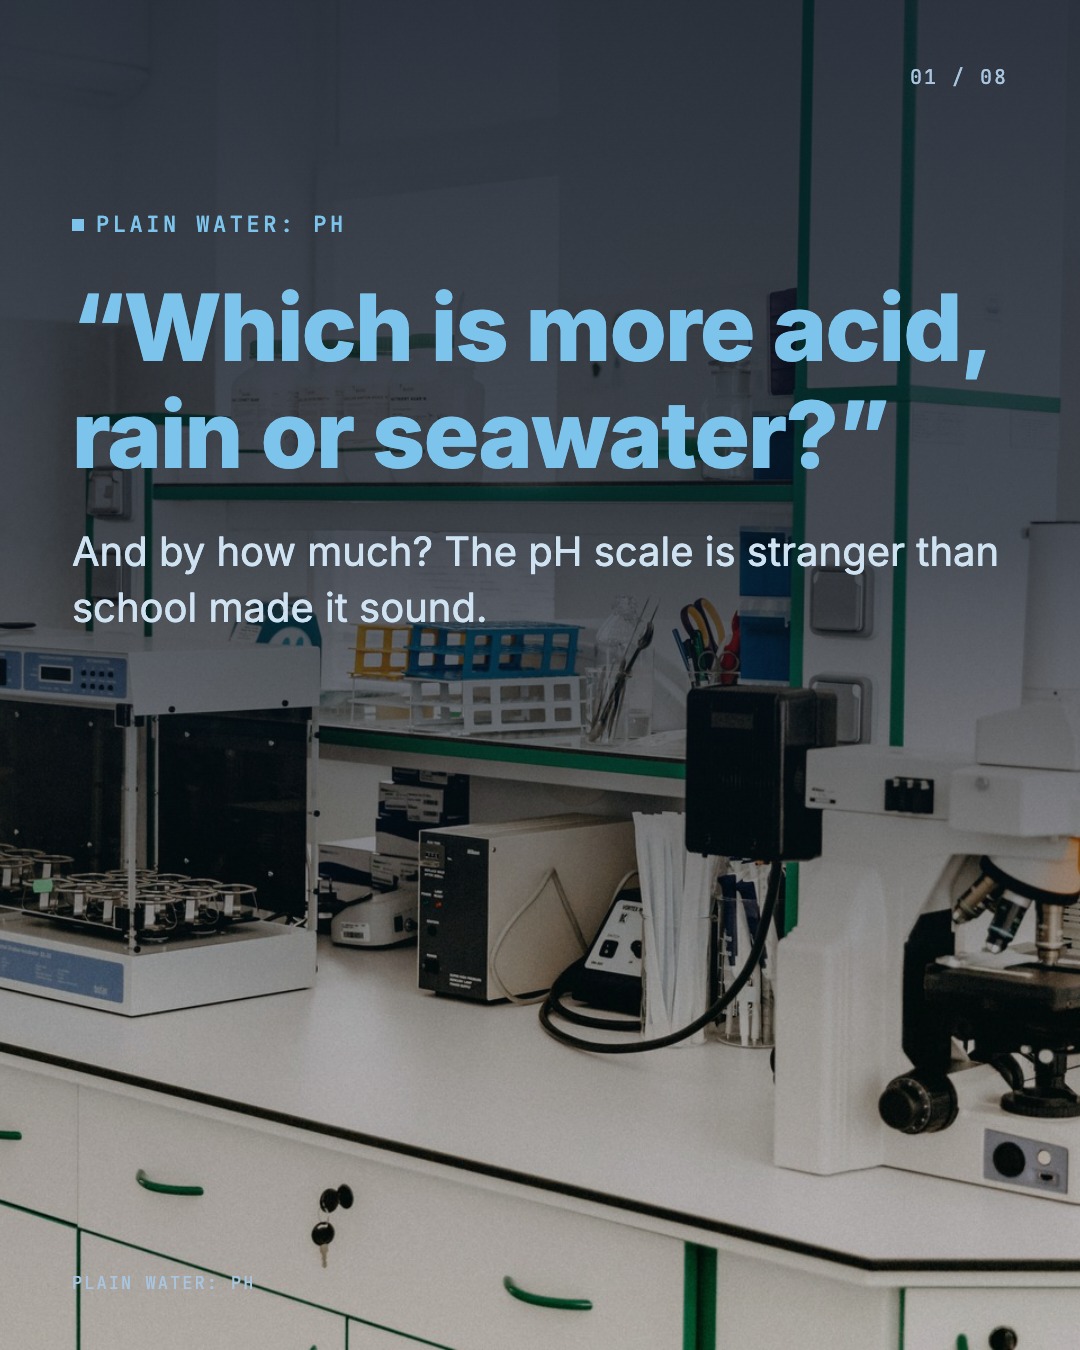 01 / 08
PLAIN WATER: PH
“Which is more acid,
rain or seawater?”
And by how much? The pH scale is stranger than
school made it sound.
PLAIN WATER: PH